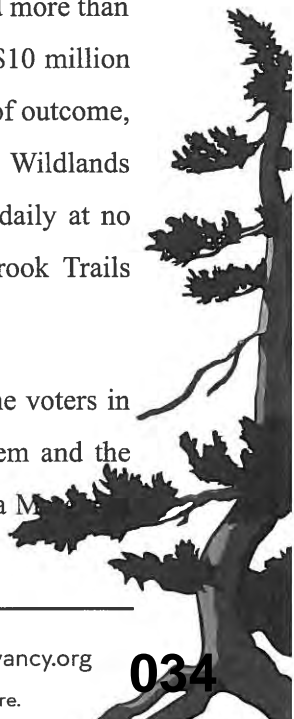 more than
$10 million
of outcome,
Wildlands
daily at no
rook Trails
ne voters in
em and the
a M
vancy.org
034
re.